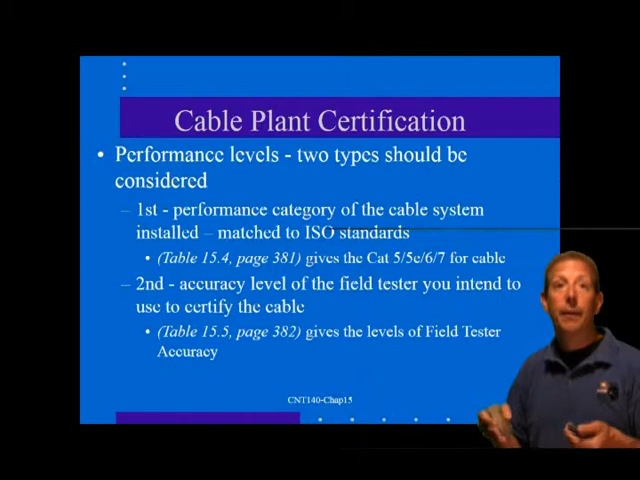 Cable Plant Certification
• Performance levels - two types should be
considered
– 1st - performance category of the cable system
installed – matched to ISO standards
• (Table 15.4, page 381) gives the Cat 5/5e/6/7 for cable
– 2nd - accuracy level of the field tester you intend to
use to certify the cable
• (Table 15.5, page 382) gives the levels of Field Tester
Accuracy
CNT140-Chap15